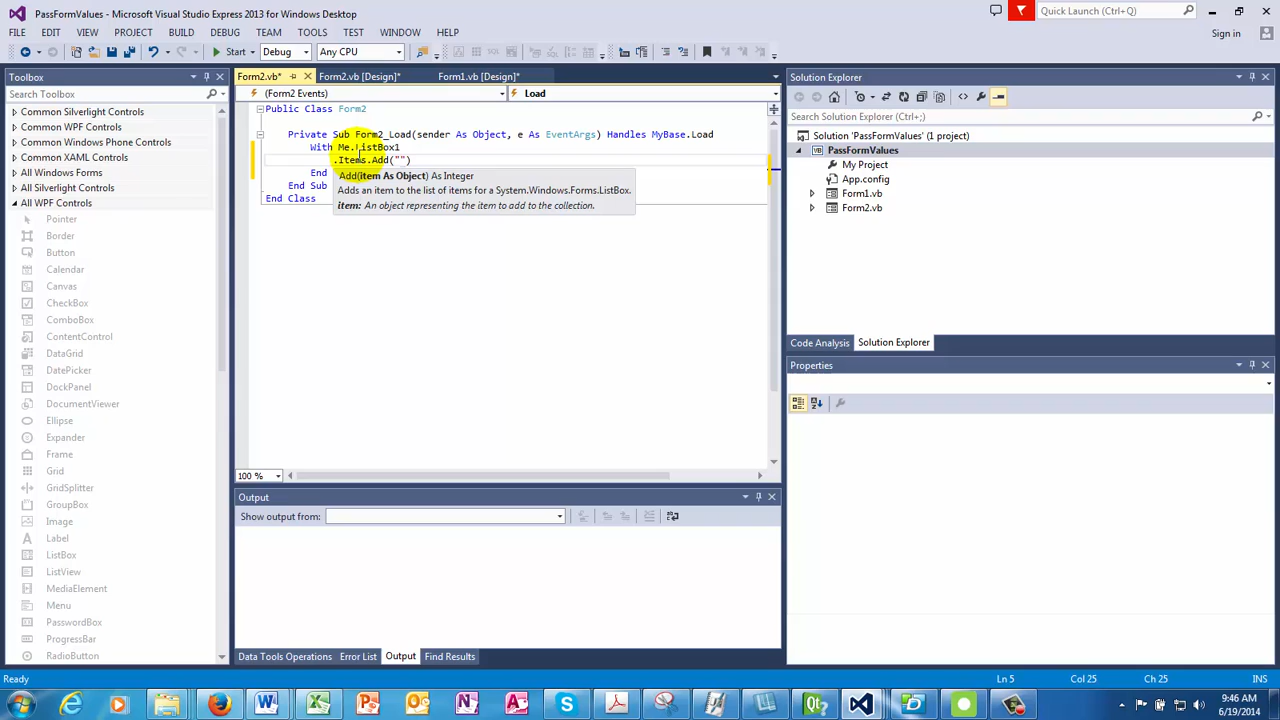 PassFormValues - Microsoft Visual Studio Express 2013 for Windows Desktop
Quick Launch (Ctrl+Q)
FILE EDIT VIEW PROJECT BUILD DEBUG TEAM TOOLS TEST WINDOW HELP
Sign in
Start Debug Any CPU
Toolbox
Search Toolbox
Common Silverlight Controls
Common WPF Controls
Common Windows Phone Controls
Common XAML Controls
All Windows Forms
All Silverlight Controls
All WPF Controls
Pointer
Border
Button
Calendar
Canvas
CheckBox
ComboBox
ContentControl
DataGrid
DatePicker
DockPanel
DocumentViewer
Ellipse
Expander
Frame
Grid
GridSplitter
GroupBox
Image
Label
ListBox
ListView
MediaElement
Menu
PasswordBox
ProgressBar
RadioButton
Form2.vb* Form2.vb [Design]* Form1.vb [Design]*
(Form2 Events) Load
Public Class Form2
Private Sub Form2_Load(sender As Object, e As EventArgs) Handles MyBase.Load
With Me.ListBox1
.Items.Add("")
End
End Sub
End Class
Add(item As Object) As Integer
Adds an item to the list of items for a System.Windows.Forms.ListBox.
item: An object representing the item to add to the collection.
100 %
Output
Show output from:
Data Tools Operations Error List Output Find Results
Solution Explorer
Search Solution Explorer (Ctrl+;)
Solution 'PassFormValues' (1 project)
PassFormValues
My Project
App.config
Form1.vb
Form2.vb
Code Analysis Solution Explorer
Properties
Ready
Ln 5 Col 25 Ch 25 INS
9:46 AM
6/19/2014